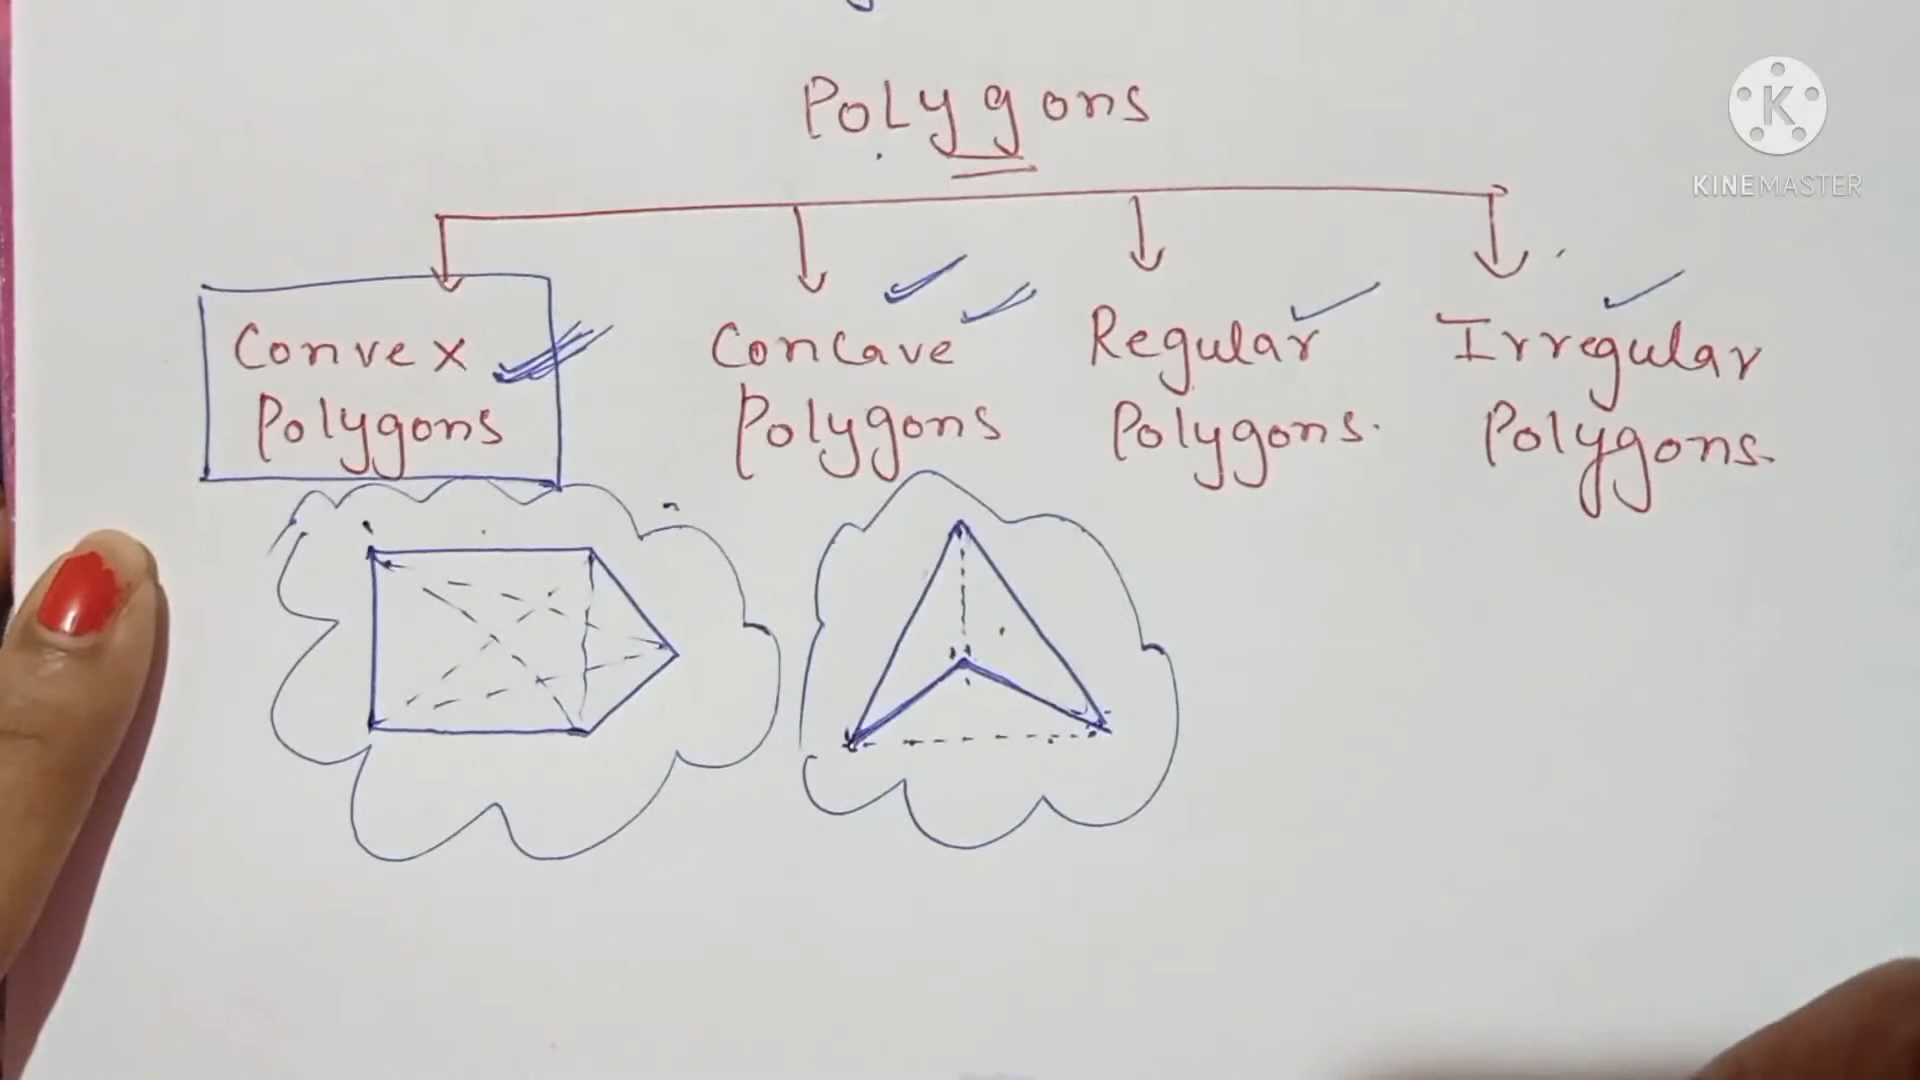 Polygons
K
KINEMASTER
Convex
Polygons
Concave
Polygons
Regular
Polygons.
Irregular
Polygons.